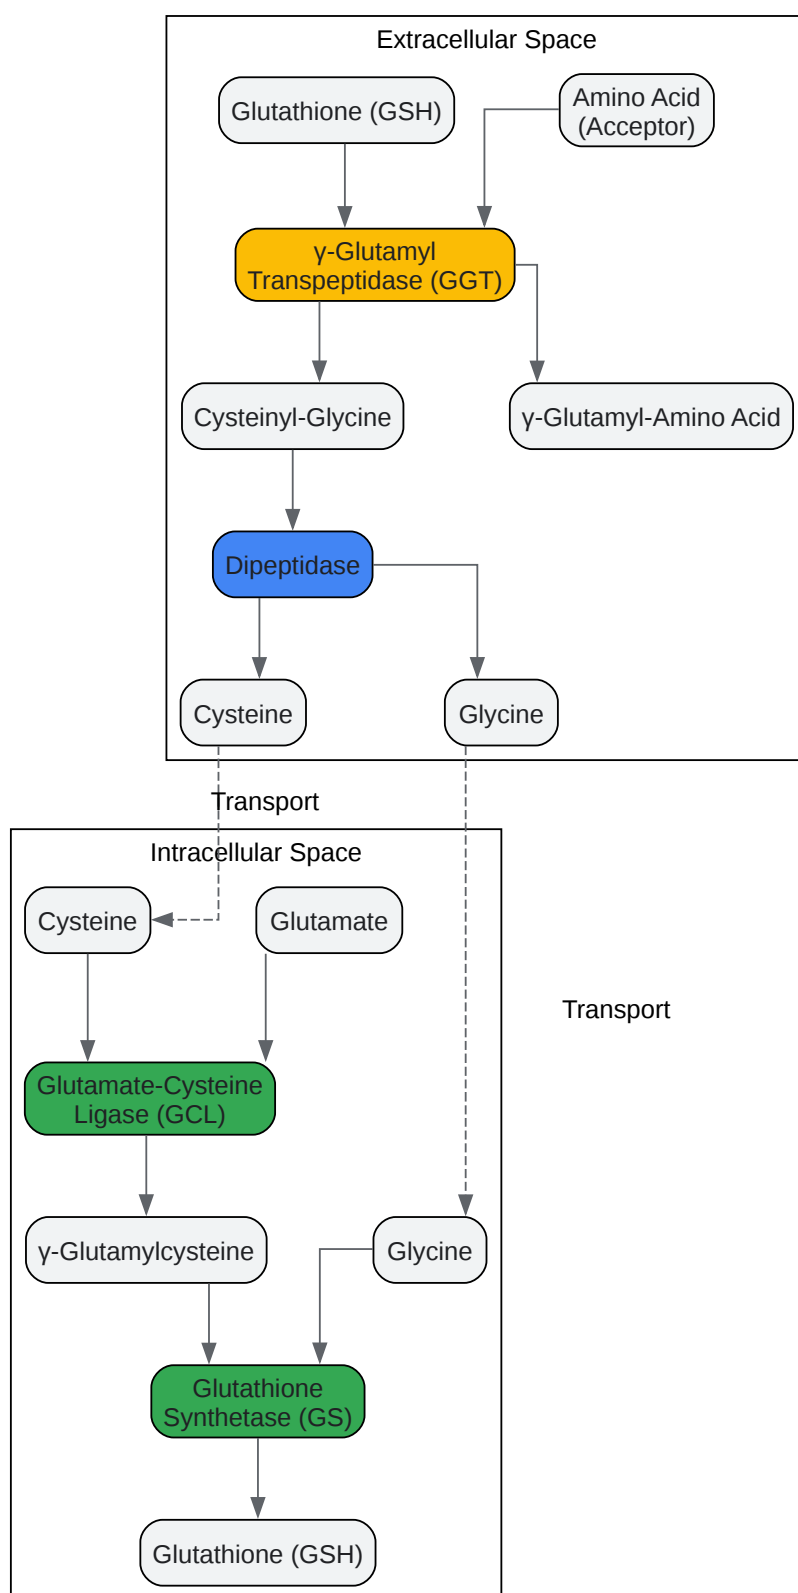 Extracellular Space
Glutathione (GSH)
Amino Acid
(Acceptor)
γ-Glutamyl
Transpeptidase (GGT)
Cysteinyl-Glycine
γ-Glutamyl-Amino Acid
Dipeptidase
Cysteine
Glycine
Transport
Intracellular Space
Cysteine
Glutamate
Transport
Glutamate-Cysteine
Ligase (GCL)
γ-Glutamylcysteine
Glycine
Glutathione
Synthetase (GS)
Glutathione (GSH)